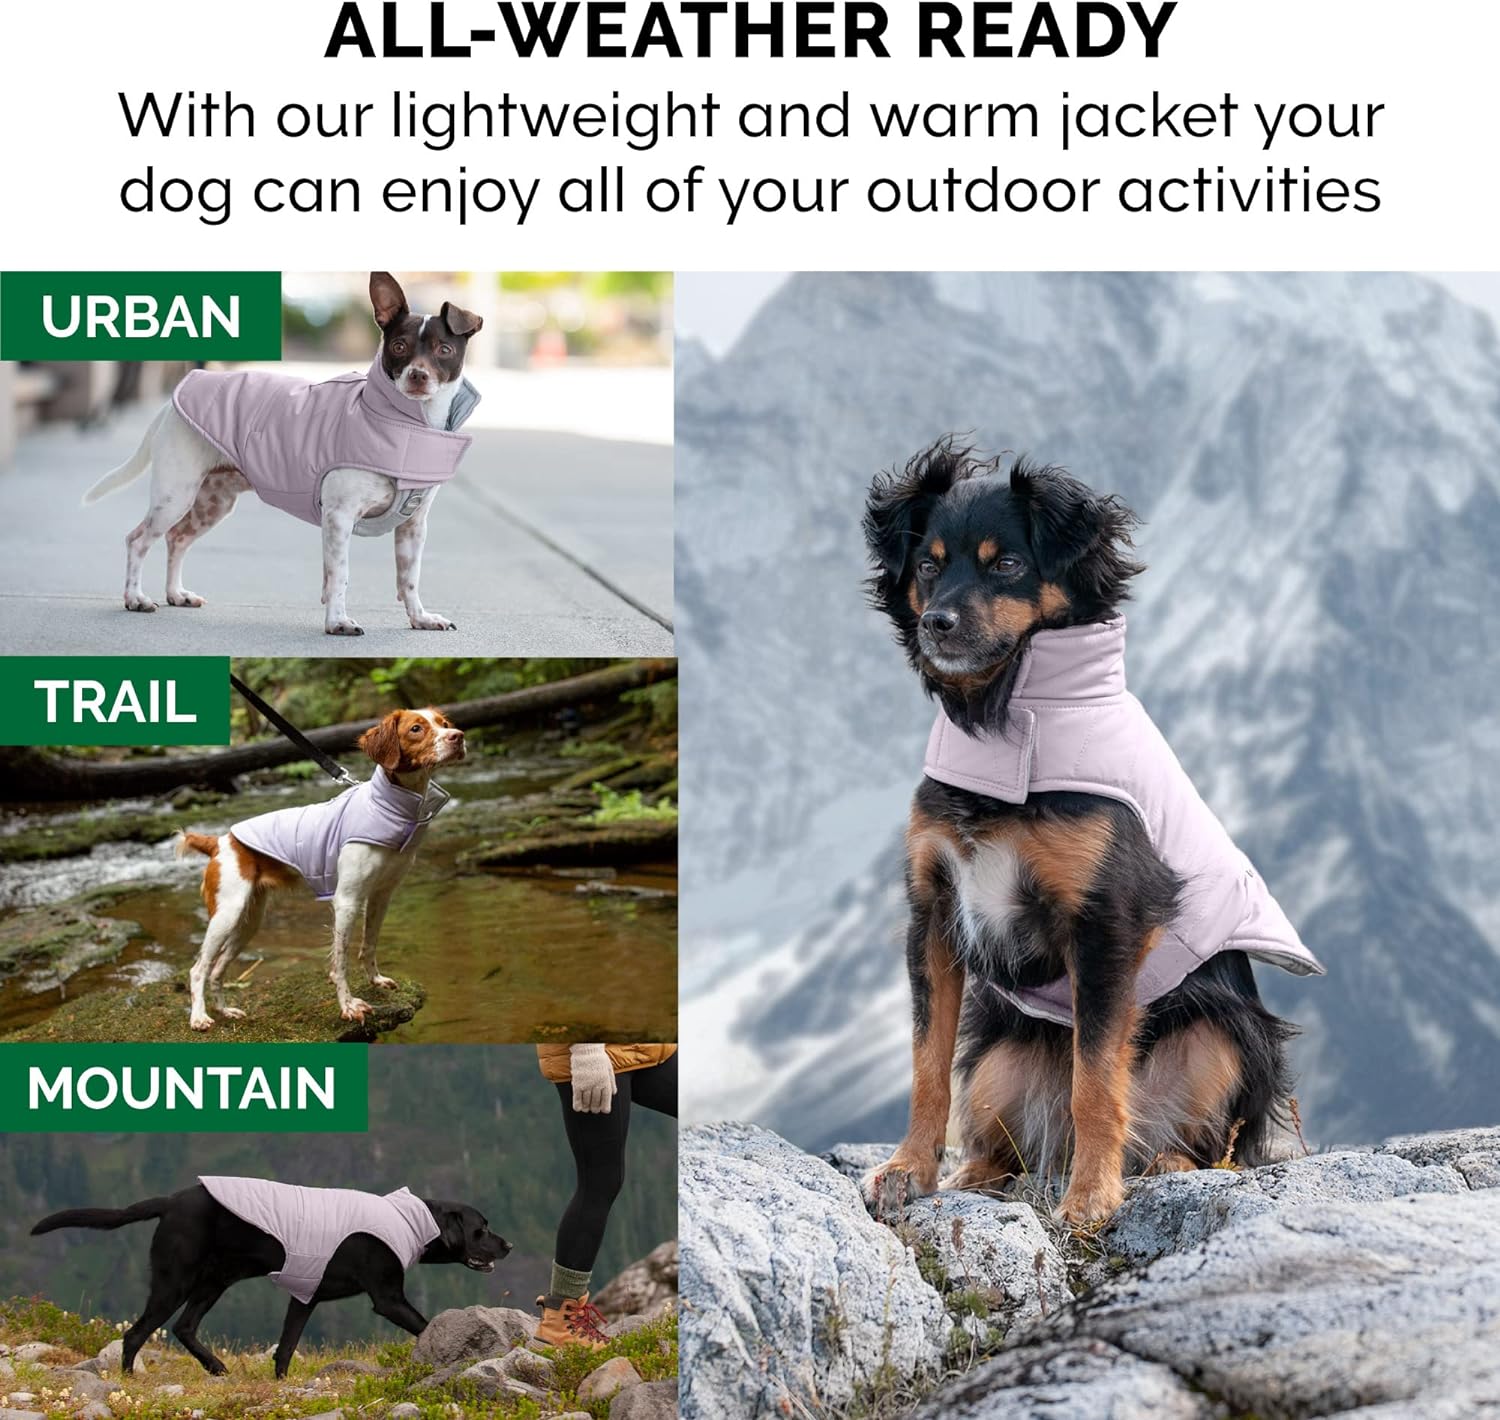 ALL-WEATHER READY
With our lightweight and warm jacket your
dog can enjoy all of your outdoor activities
URBAN
TRAIL
MOUNTAIN